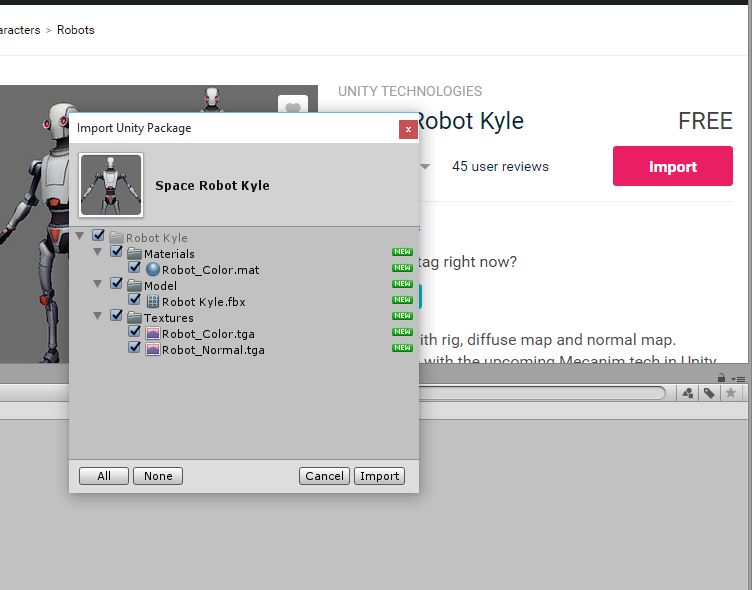 Robots
UNITY TECHNOLOGIES
Robot Kyle
FREE
45 user reviews
Import
Import Unity Package
x
Space Robot Kyle
Robot Kyle
Materials NEW
Robot_Color.mat NEW
Model NEW
Robot Kyle.fbx NEW
Textures NEW
Robot_Color.tga NEW
Robot_Normal.tga NEW
tag right now?
rig, diffuse map and normal map.
with the upcoming Mecanim tech in Unity
All None Cancel Import